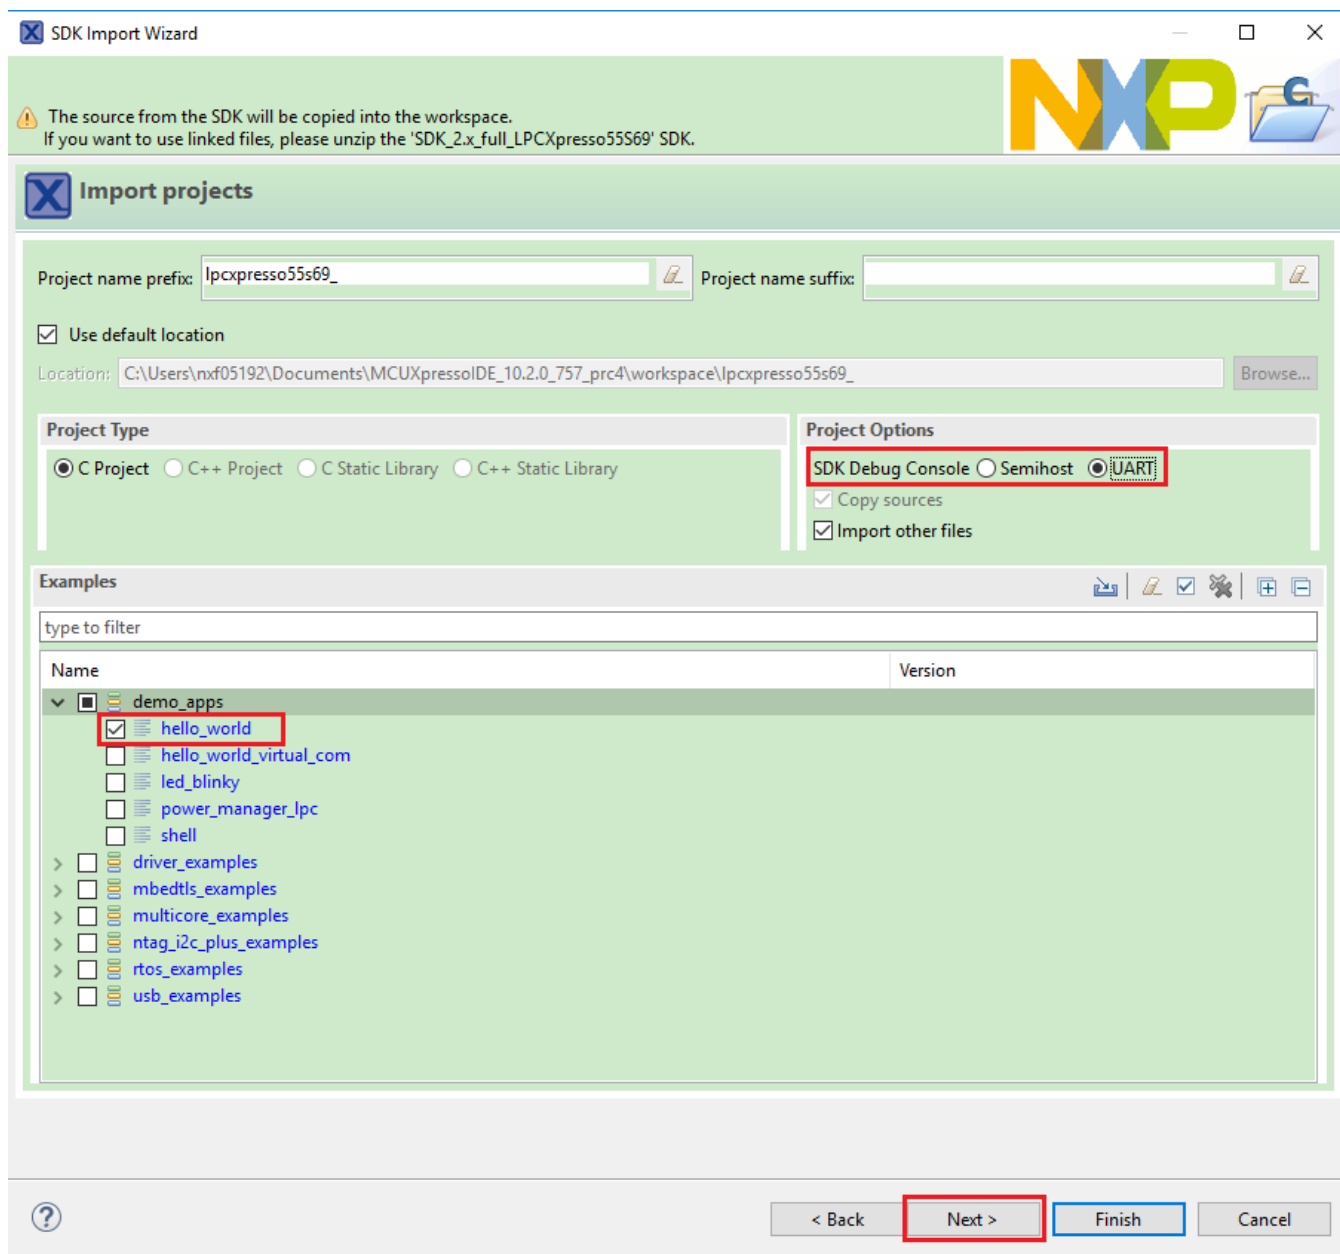 SDK Import Wizard
The source from the SDK will be copied into the workspace.
If you want to use linked files, please unzip the 'SDK_2.x_full_LPCXpresso55S69' SDK.
NXP
Import projects
Project name prefix: lpcxpresso55s69_ Project name suffix:
Use default location
Location: C:\Users\nxf05192\Documents\MCUXpressoIDE_10.2.0_757_prc4\workspace\lpcxpresso55s69_ Browse...
Project Type Project Options
C Project C++ Project C Static Library C++ Static Library SDK Debug Console Semihost UART
Copy sources
Import other files
Examples
type to filter
Name Version
demo_apps
hello_world
hello_world_virtual_com
led_blinky
power_manager_lpc
shell
driver_examples
mbedtls_examples
multicore_examples
ntag_i2c_plus_examples
rtos_examples
usb_examples
? < Back Next > Finish Cancel